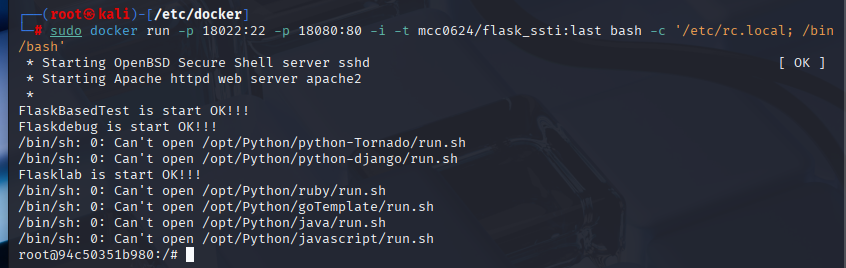 ┌──(root㉿kali)-[/etc/docker]
└─# sudo docker run -p 18022:22 -p 18080:80 -i -t mcc0624/flask_ssti:last bash -c '/etc/rc.local; /bin
/bash'
 * Starting OpenBSD Secure Shell server sshd [ OK ]
 * Starting Apache httpd web server apache2
 *
FlaskBasedTest is start OK!!!
Flaskdebug is start OK!!!
/bin/sh: 0: Can't open /opt/Python/python-Tornado/run.sh
/bin/sh: 0: Can't open /opt/Python/python-django/run.sh
Flasklab is start OK!!!
/bin/sh: 0: Can't open /opt/Python/ruby/run.sh
/bin/sh: 0: Can't open /opt/Python/goTemplate/run.sh
/bin/sh: 0: Can't open /opt/Python/java/run.sh
/bin/sh: 0: Can't open /opt/Python/javascript/run.sh
root@94c50351b980:/#